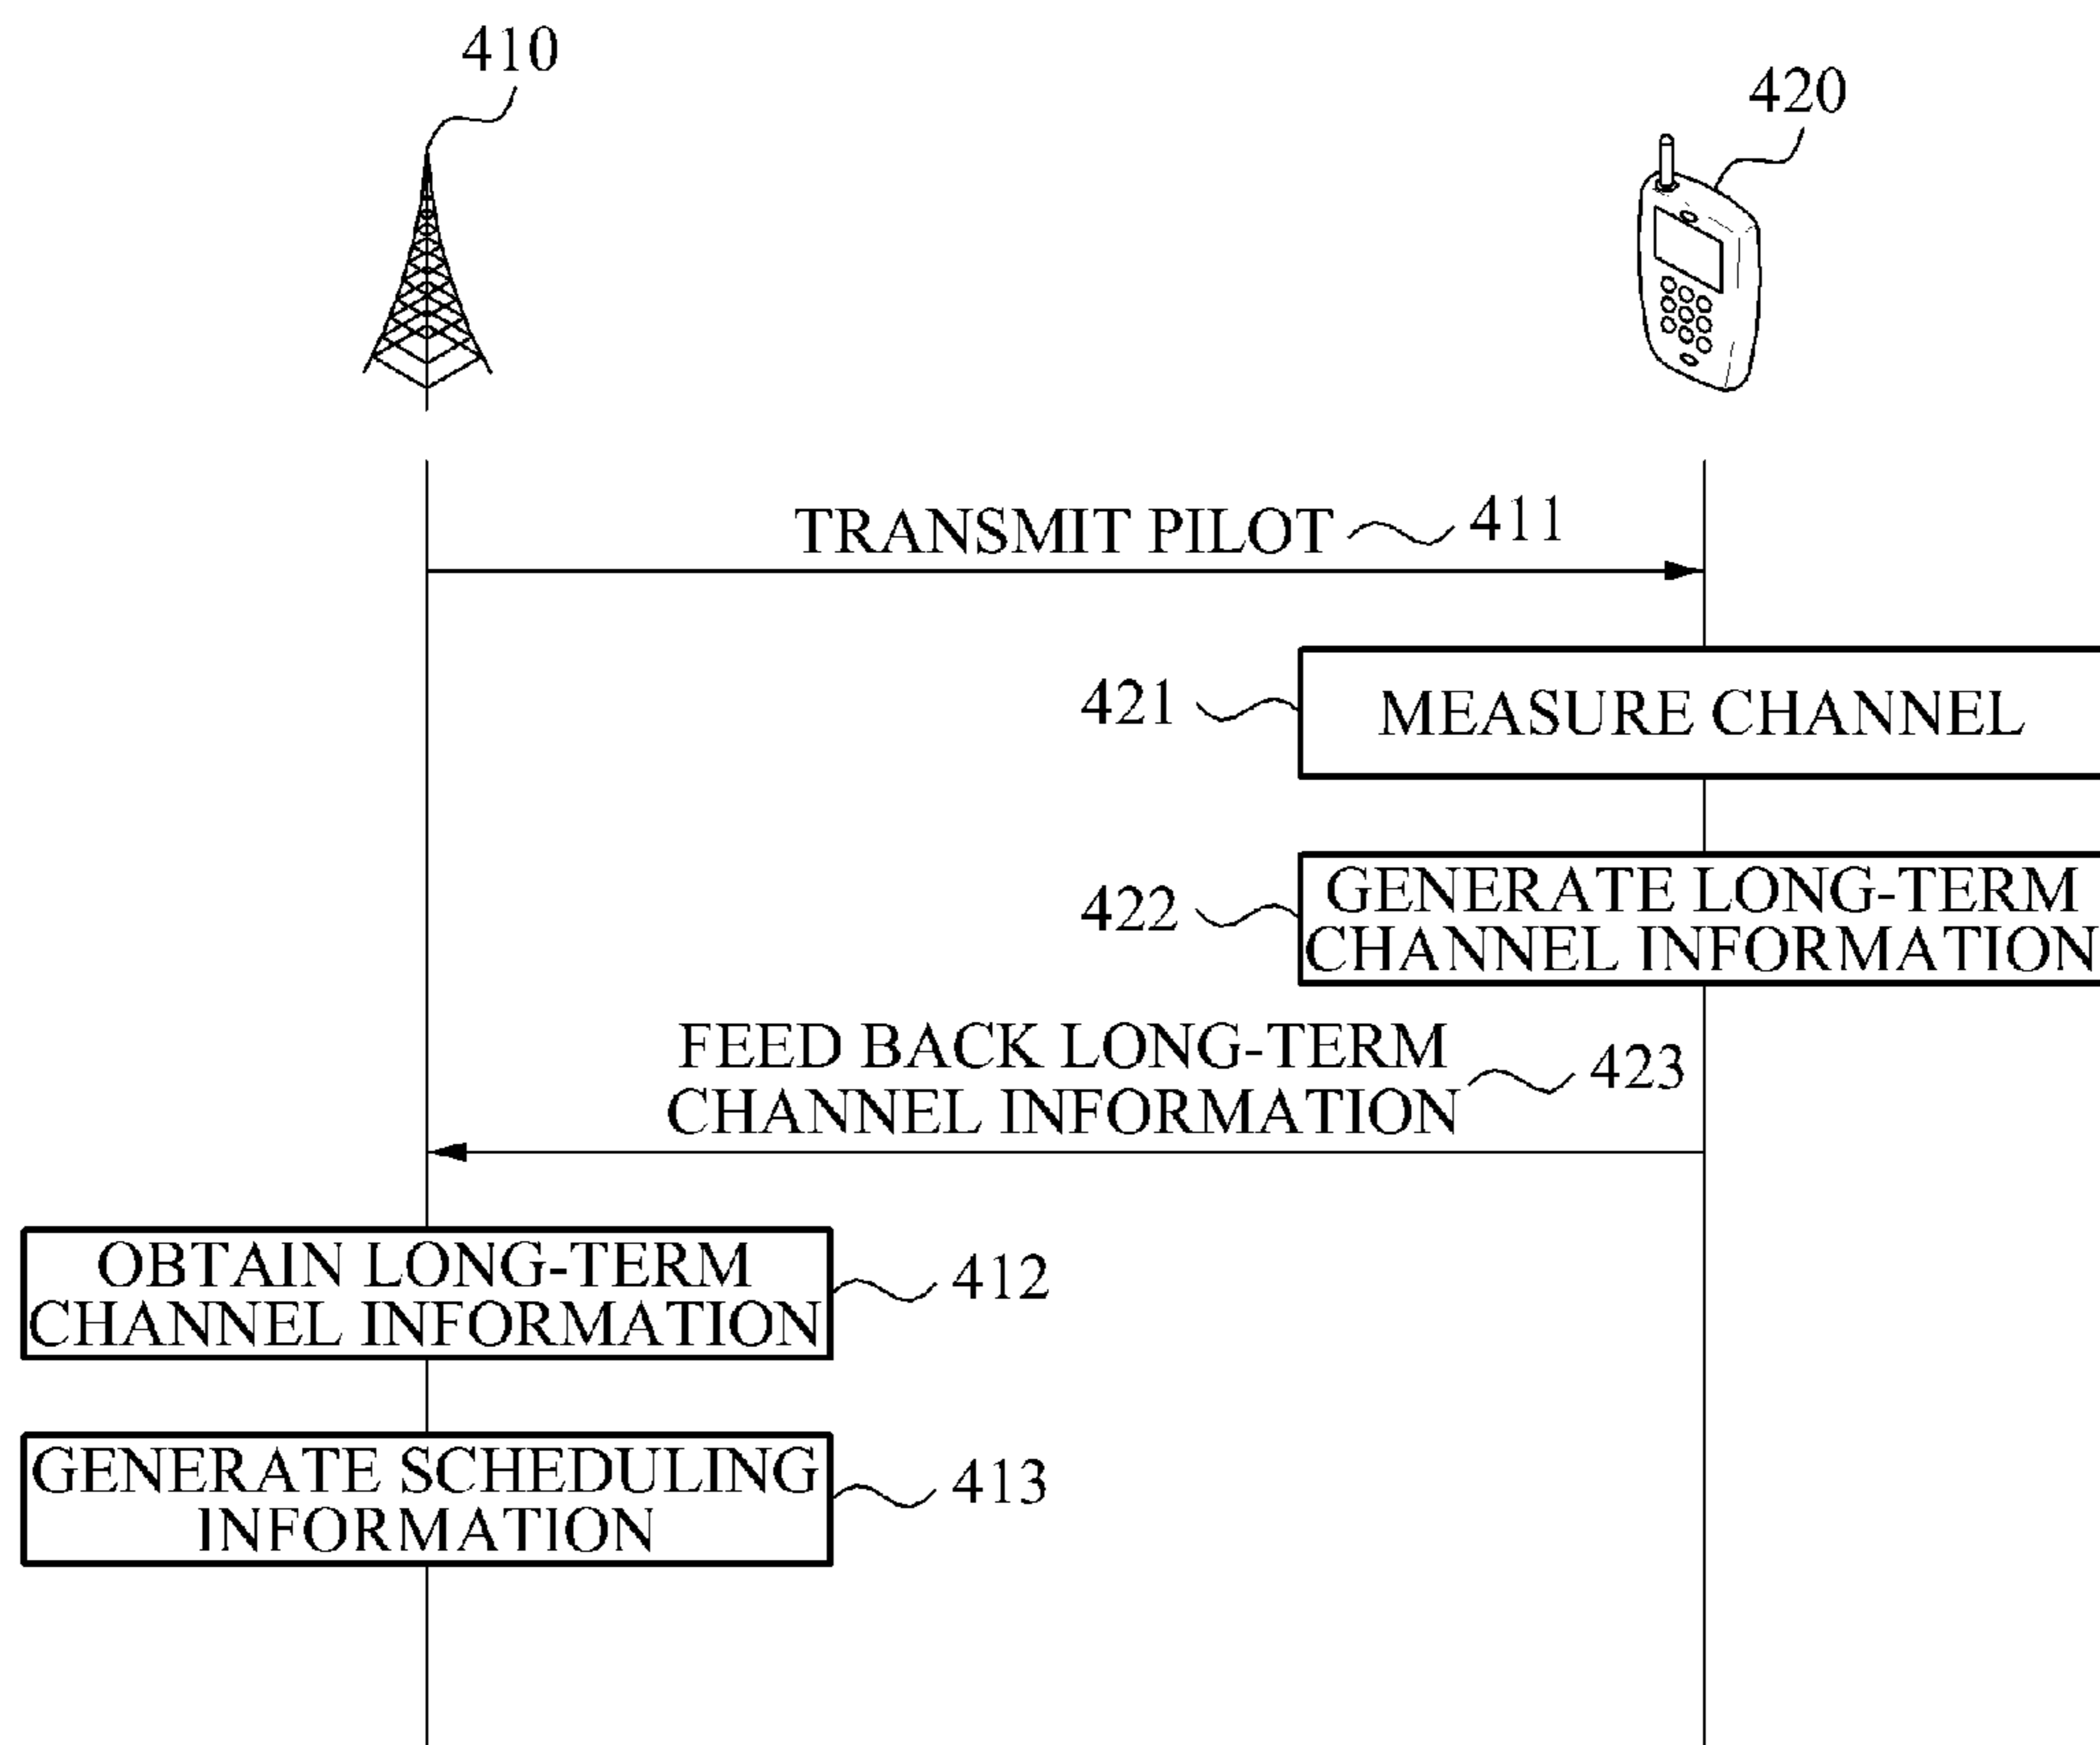 410
420
TRANSMIT PILOT 411
421 MEASURE CHANNEL
422 GENERATE LONG-TERM
CHANNEL INFORMATION
FEED BACK LONG-TERM
CHANNEL INFORMATION 423
OBTAIN LONG-TERM
CHANNEL INFORMATION 412
GENERATE SCHEDULING
INFORMATION 413